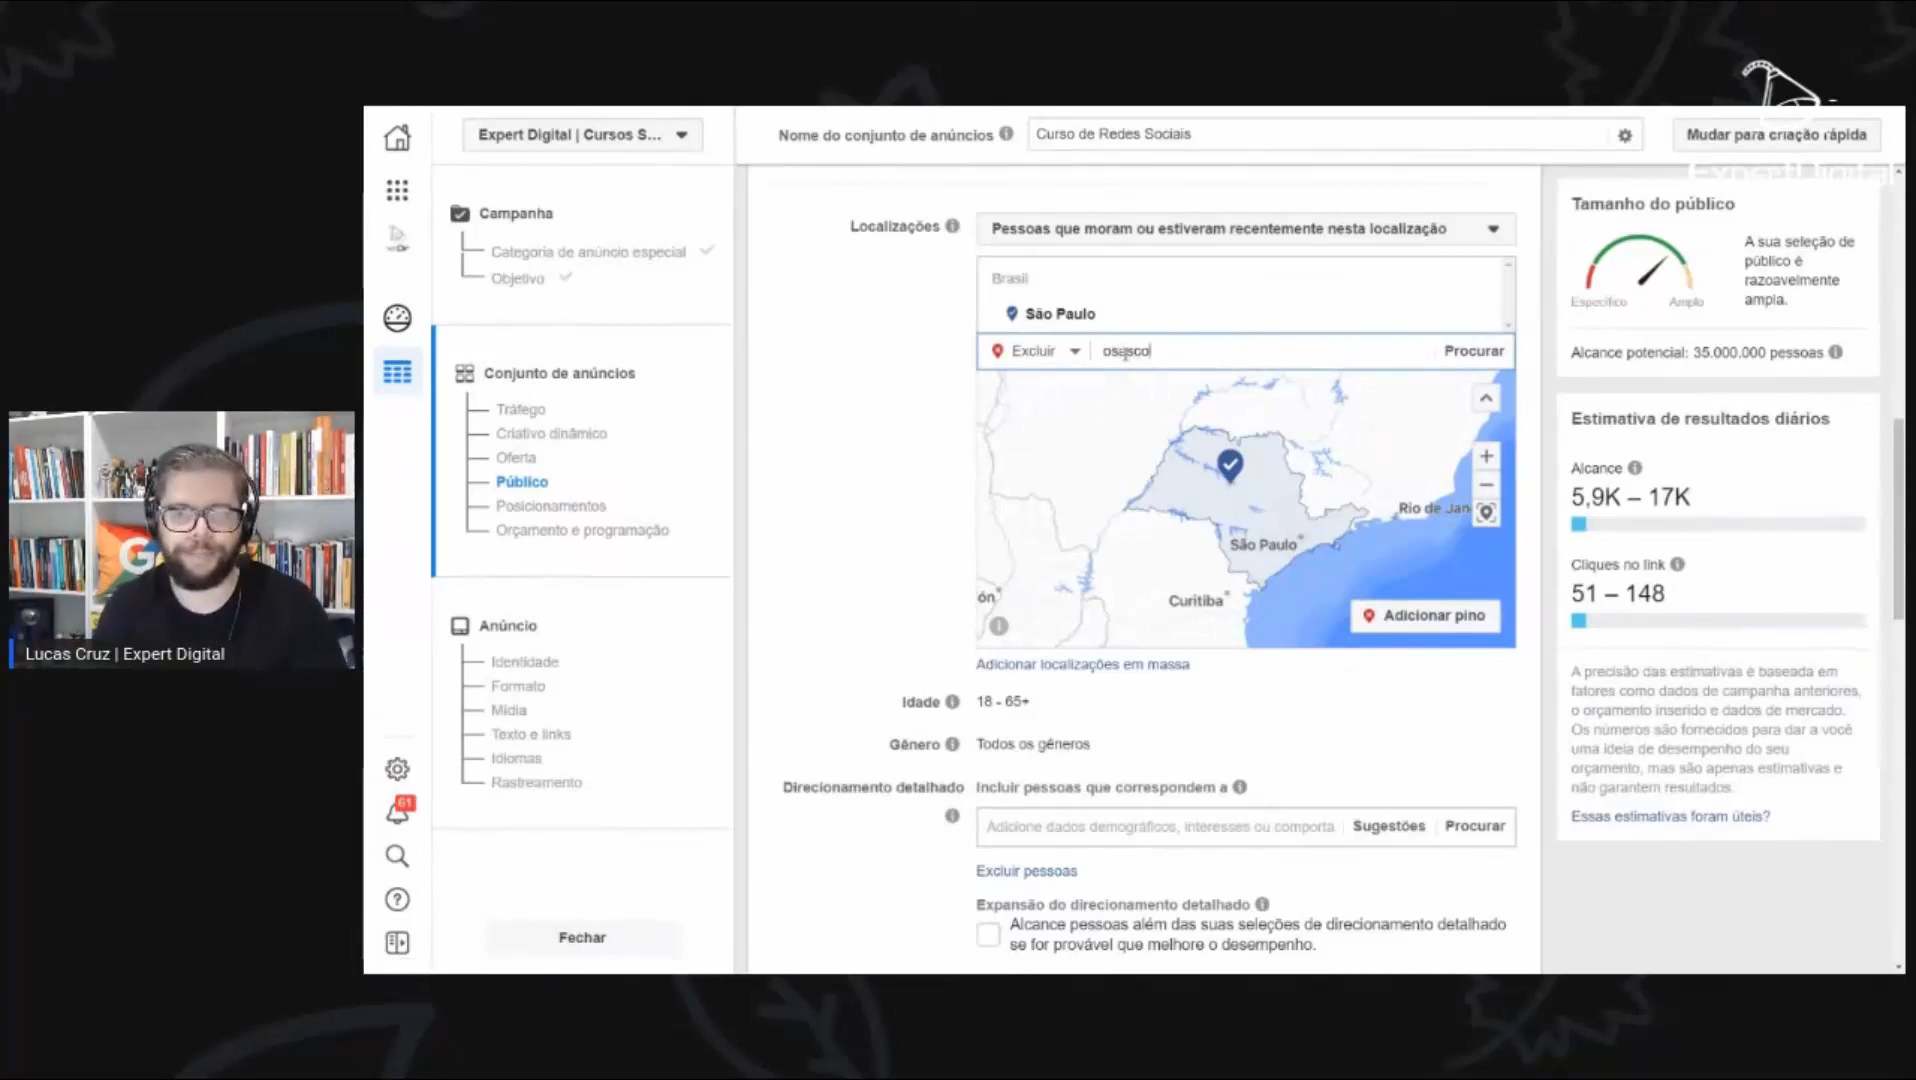 Expert Digital | Cursos S...
Nome do conjunto de anúncios
Curso de Redes Sociais
Mudar para criação rápida
ExpertDigital
Campanha
Categoria de anúncio especial
Objetivo
Conjunto de anúncios
Tráfego
Criativo dinâmico
Oferta
Público
Posicionamentos
Orçamento e programação
Anúncio
Identidade
Formato
Mídia
Texto e links
Idiomas
Rastreamento
Fechar
61
Localizações
Pessoas que moram ou estiveram recentemente nesta localização
Brasil
São Paulo
Excluir
osasco
Procurar
Rio de Jan
São Paulo
Curitiba
ón
Adicionar pino
Adicionar localizações em massa
Idade
18 - 65+
Gênero
Todos os gêneros
Direcionamento detalhado
Incluir pessoas que correspondem a
Adicione dados demográficos, interesses ou comporta
Sugestões
Procurar
Excluir pessoas
Expansão do direcionamento detalhado
Alcance pessoas além das suas seleções de direcionamento detalhado
se for provável que melhore o desempenho.
Tamanho do público
Específico
Amplo
A sua seleção de
público é
razoavelmente
ampla.
Alcance potencial: 35.000.000 pessoas
Estimativa de resultados diários
Alcance
5,9K – 17K
Cliques no link
51 – 148
A precisão das estimativas é baseada em
fatores como dados de campanha anteriores,
o orçamento inserido e dados de mercado.
Os números são fornecidos para dar a você
uma ideia de desempenho do seu
orçamento, mas são apenas estimativas e
não garantem resultados.
Essas estimativas foram úteis?
Lucas Cruz | Expert Digital